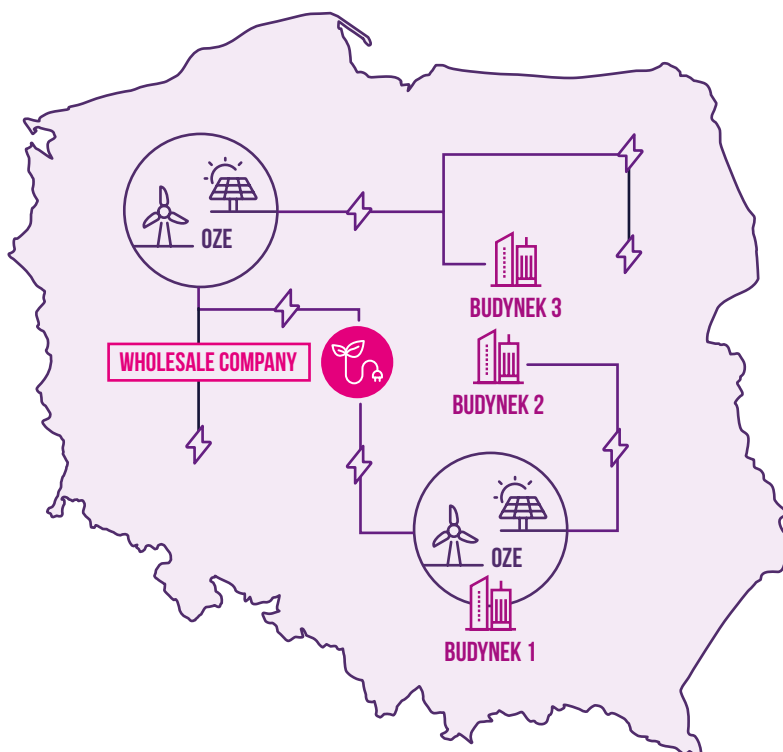 OZE
BUDYNEK 3
WHOLESALE COMPANY
BUDYNEK 2
OZE
BUDYNEK 1